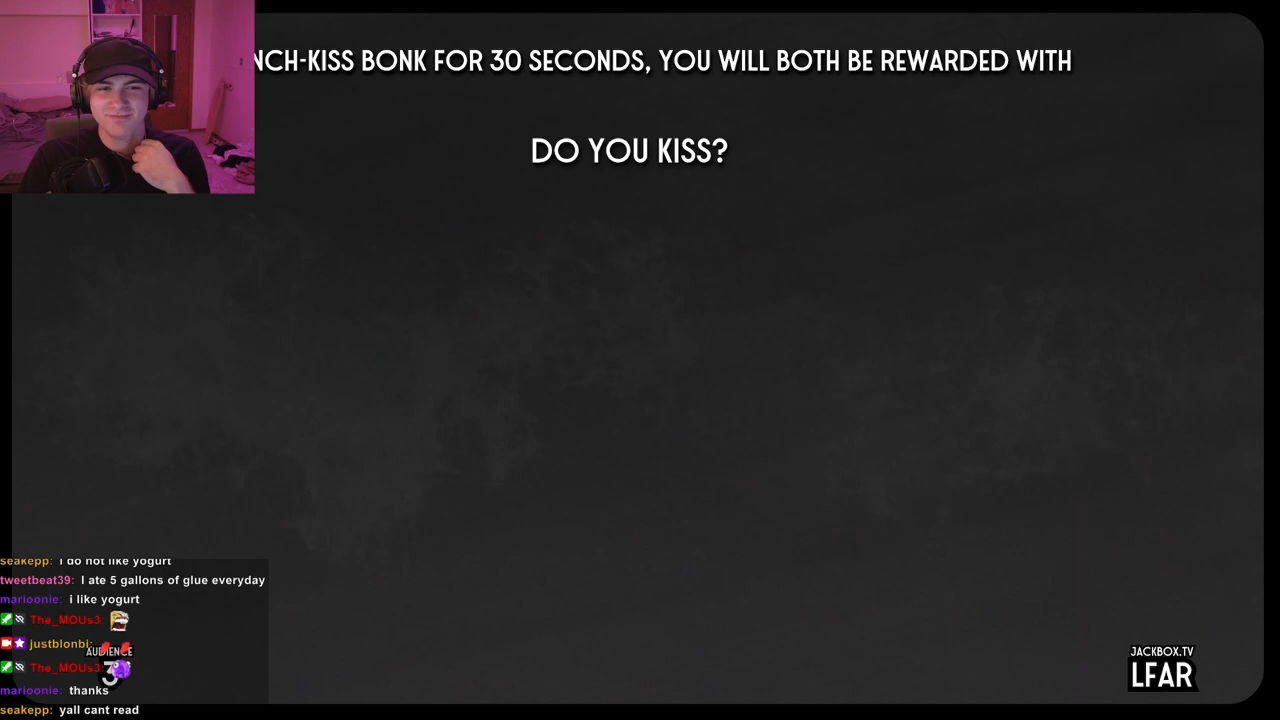 NCH-KISS BONK FOR 30 SECONDS, YOU WILL BOTH BE REWARDED WITH
DO YOU KISS?
seakepp: i do not like yogurt
tweetbeat39: I ate 5 gallons of glue everyday
marioonie: i like yogurt
The_MOUs3:
justblonbi:
AUDIENCE
The_MOUs3:
3
marioonie: thanks
seakepp: yall cant read
JACKBOX.TV
LFAR